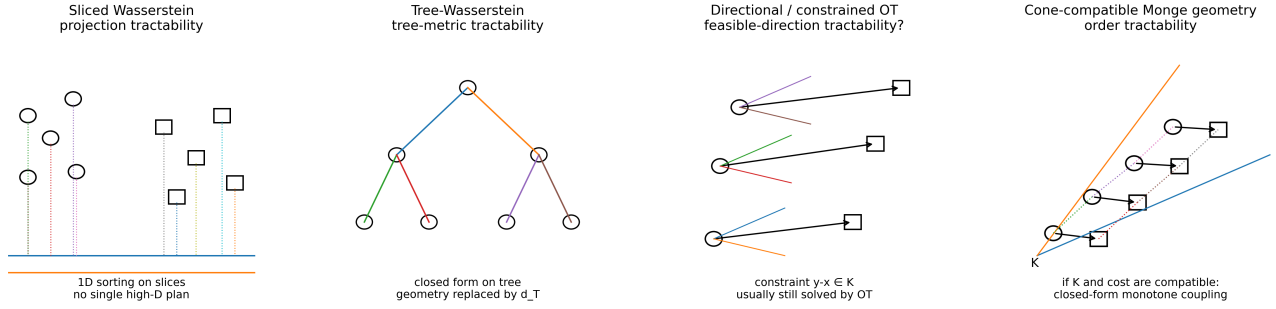 Sliced Wasserstein
projection tractability
1D sorting on slices
no single high-D plan
Tree-Wasserstein
tree-metric tractability
closed form on tree
geometry replaced by d_T
Directional / constrained OT
feasible-direction tractability?
constraint y-x ∈ K
usually still solved by OT
Cone-compatible Monge geometry
order tractability
K
if K and cost are compatible:
closed-form monotone coupling